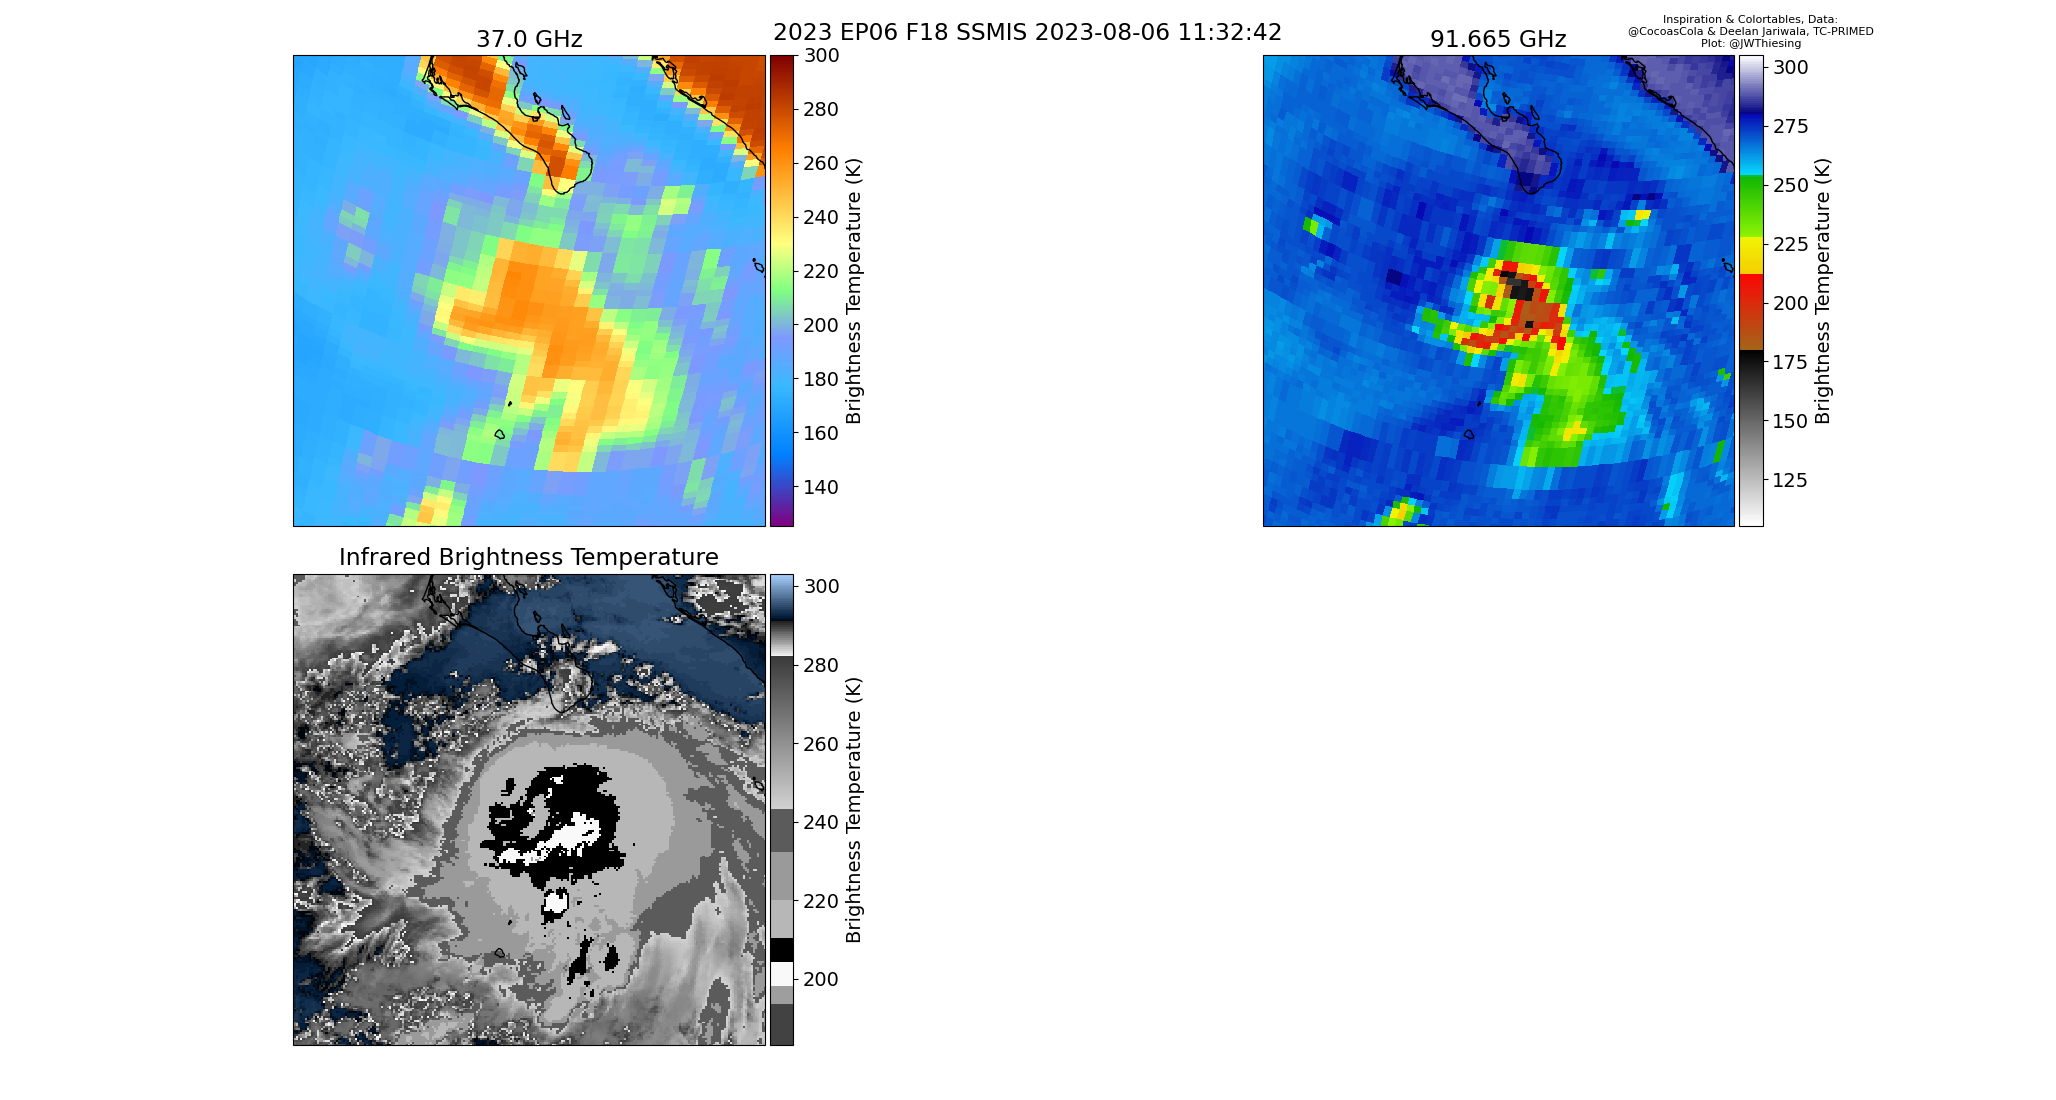 2023 EP06 F18 SSMIS 2023-08-06 11:32:42
Inspiration & Colortables, Data:
@CocoasCola & Deelan Jariwala, TC-PRIMED
Plot: @JWThiesing
37.0 GHz
300
280
260
240
220
200
180
160
140
Brightness Temperature (K)
91.665 GHz
300
275
250
225
200
175
150
125
Brightness Temperature (K)
Infrared Brightness Temperature
300
280
260
240
220
200
Brightness Temperature (K)